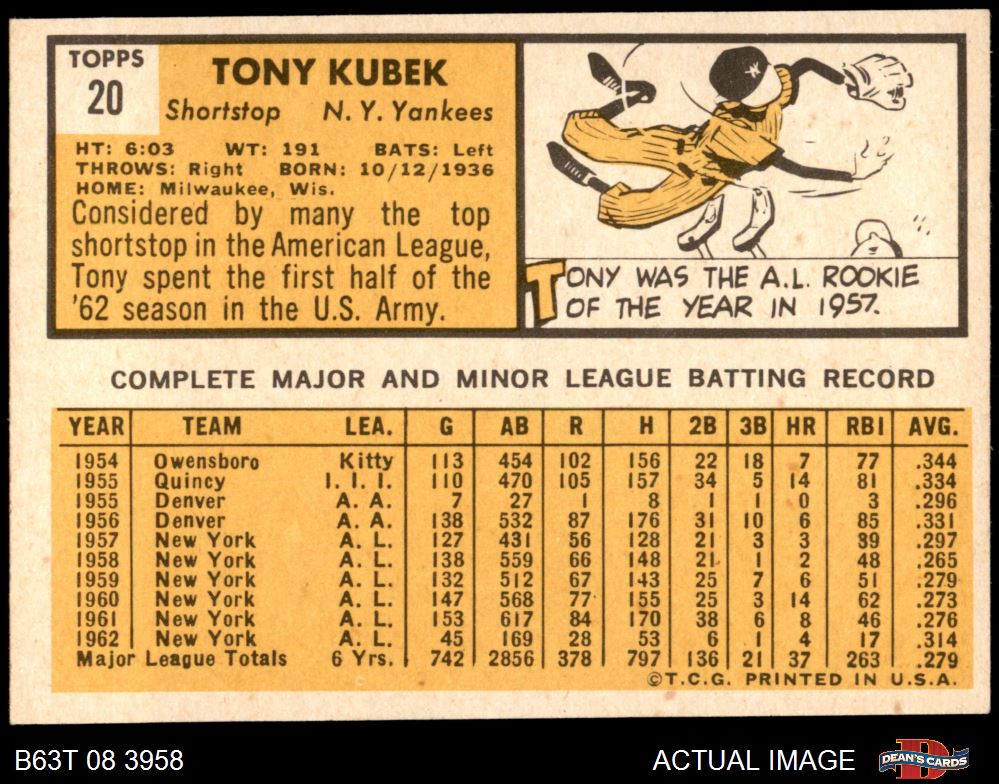 TOPPS
20
TONY KUBEK
Shortstop N. Y. Yankees
HT: 6:03 WT: 191 BATS: Left
THROWS: Right BORN: 10/12/1936
HOME: Milwaukee, Wis.
Considered by many the top
shortstop in the American League,
Tony spent the first half of the
'62 season in the U.S. Army.
TONY WAS THE A.L. ROOKIE
OF THE YEAR IN 1957.
COMPLETE MAJOR AND MINOR LEAGUE BATTING RECORD
YEAR TEAM LEA. G AB R H 2B 3B HR RBI AVG.
1954 Owensboro Kitty 113 454 102 156 22 18 7 77 .344
1955 Quincy I. I. I. 110 470 105 157 34 5 14 81 .334
1955 Denver A. A. 7 27 1 8 1 1 0 3 .296
1956 Denver A. A. 138 532 87 176 31 10 6 85 .331
1957 New York A. L. 127 431 56 128 21 3 3 39 .297
1958 New York A. L. 138 559 66 148 21 1 2 48 .265
1959 New York A. L. 132 512 67 143 25 7 6 51 .279
1960 New York A. L. 147 568 77 155 25 3 14 62 .273
1961 New York A. L. 153 617 84 170 38 6 8 46 .276
1962 New York A. L. 45 169 28 53 6 1 4 17 .314
Major League Totals 6 Yrs. 742 2856 378 797 136 21 37 263 .279
©T.C.G. PRINTED IN U.S.A.
B63T 08 3958 ACTUAL IMAGE DEAN'S CARDS